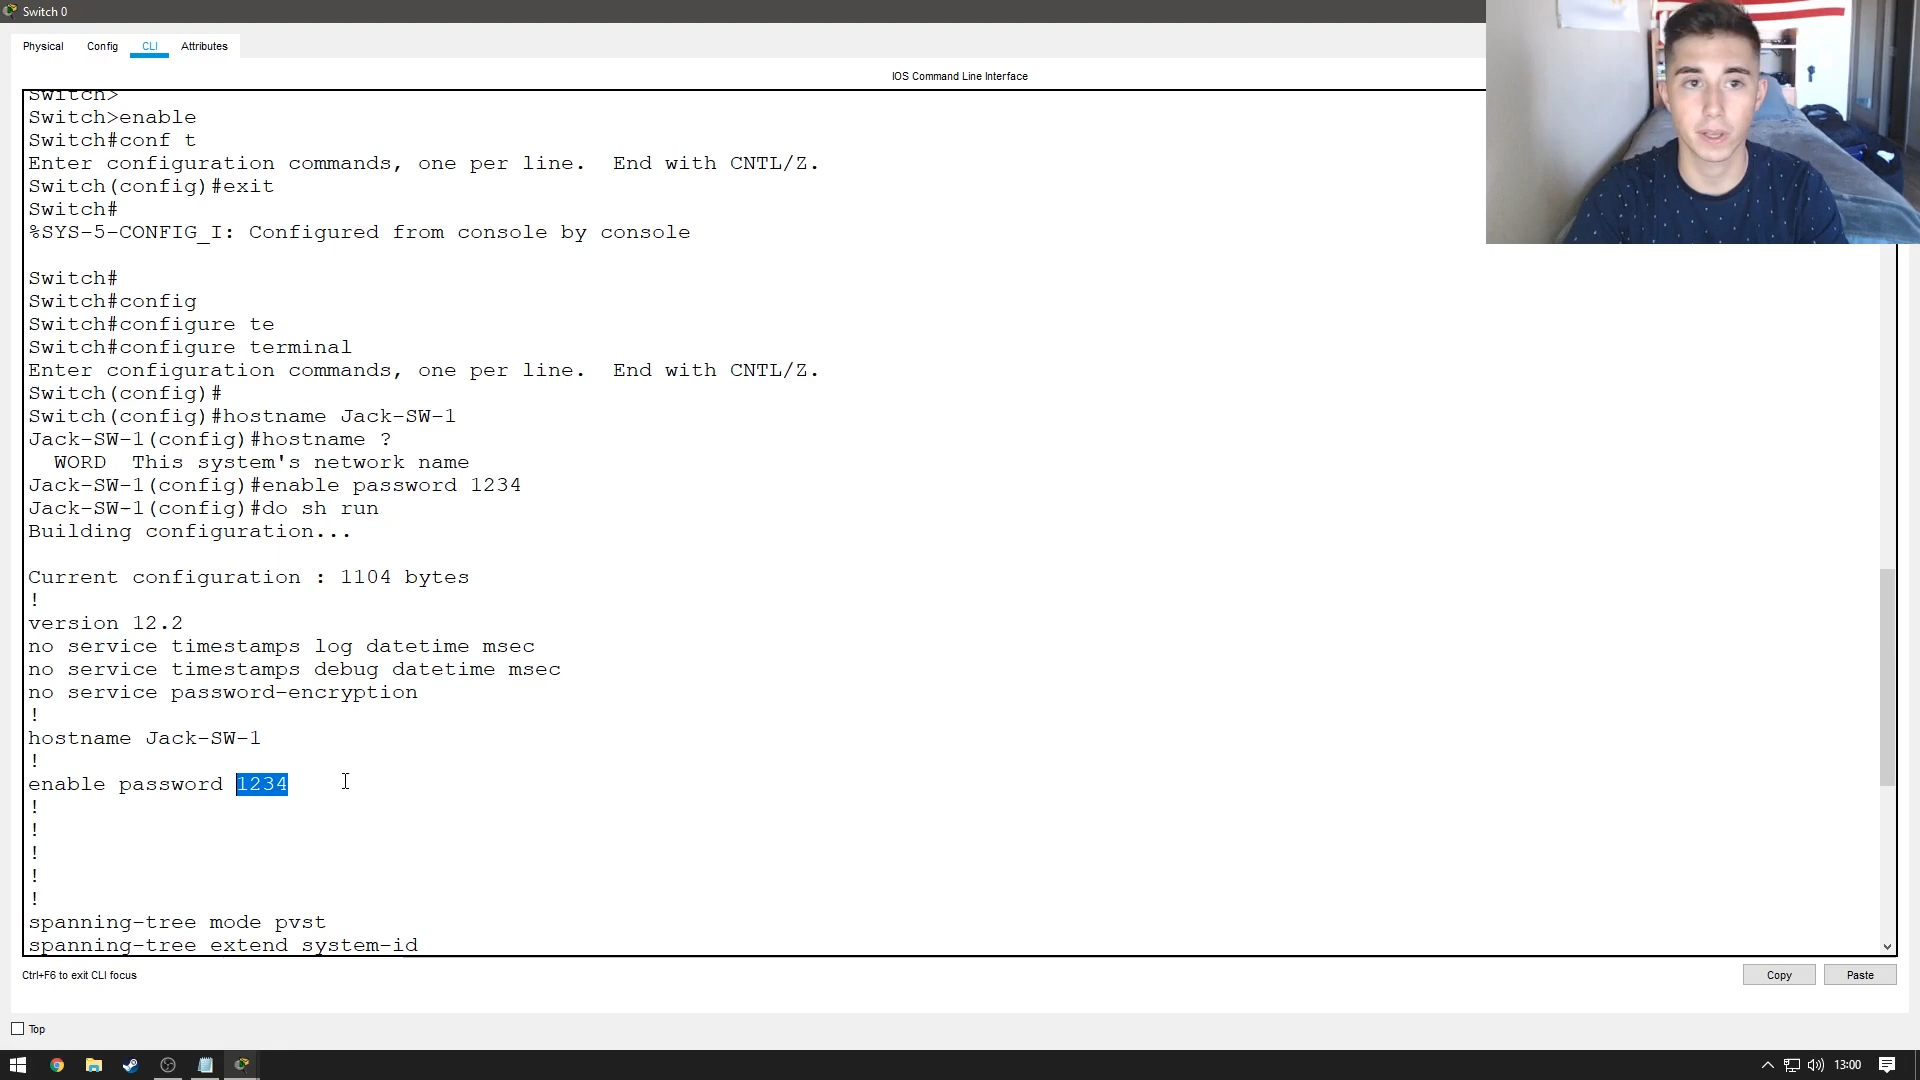 Switch 0
Physical Config CLI Attributes
IOS Command Line Interface
Switch>
Switch>enable
Switch#conf t
Enter configuration commands, one per line.  End with CNTL/Z.
Switch(config)#exit
Switch#
%SYS-5-CONFIG_I: Configured from console by console
Switch#
Switch#config
Switch#configure te
Switch#configure terminal
Enter configuration commands, one per line.  End with CNTL/Z.
Switch(config)#
Switch(config)#hostname Jack-SW-1
Jack-SW-1(config)#hostname ?
  WORD  This system's network name
Jack-SW-1(config)#enable password 1234
Jack-SW-1(config)#do sh run
Building configuration...
Current configuration : 1104 bytes
!
version 12.2
no service timestamps log datetime msec
no service timestamps debug datetime msec
no service password-encryption
!
hostname Jack-SW-1
!
enable password 1234
!
!
!
!
!
spanning-tree mode pvst
spanning-tree extend system-id
Ctrl+F6 to exit CLI focus
Copy Paste
Top
13:00